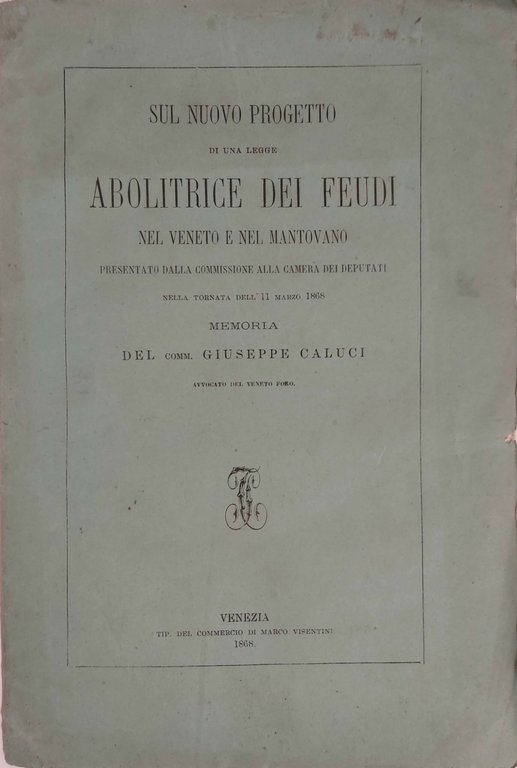 SUL NUOVO PROGETTO
DI UNA LEGGE
ABOLITRICE DEI FEUDI
NEL VENETO E NEL MANTOVANO
PRESENTATO DALLA COMMISSIONE ALLA CAMERA DEI DEPUTATI
NELLA TORNATA DELL' 11 MARZO 1868
MEMORIA
DEL COMM. GIUSEPPE CALUCI
AVVOCATO DEL VENETO FORO.
VENEZIA
TIP. DEL COMMERCIO DI MARCO VISENTINI
1868.